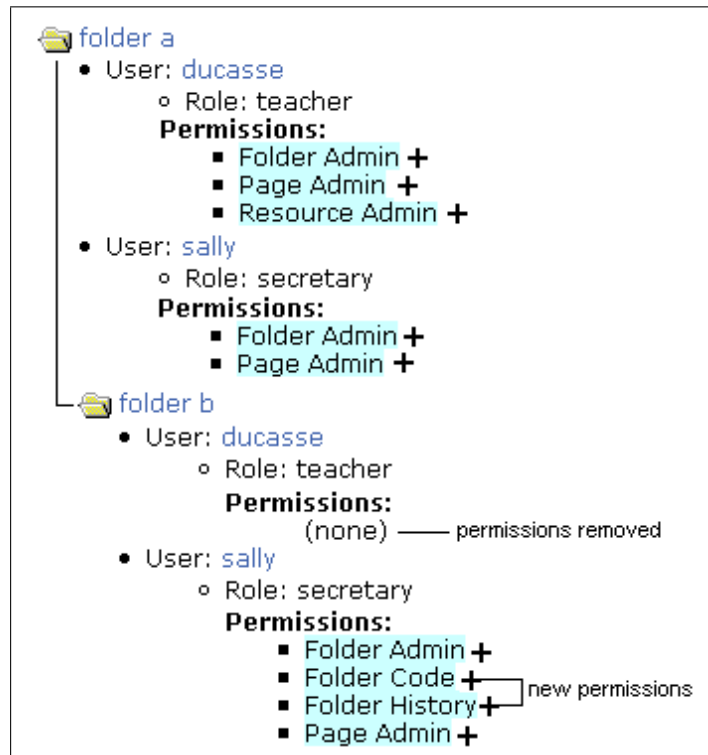 folder a
User: ducasse
Role: teacher
Permissions:
Folder Admin
Page Admin
Resource Admin
User: sally
Role: secretary
Permissions:
Folder Admin
Page Admin
folder b
User: ducasse
Role: teacher
Permissions:
(none) permissions removed
User: sally
Role: secretary
Permissions:
Folder Admin
Folder Code
new permissions
Folder History
Page Admin